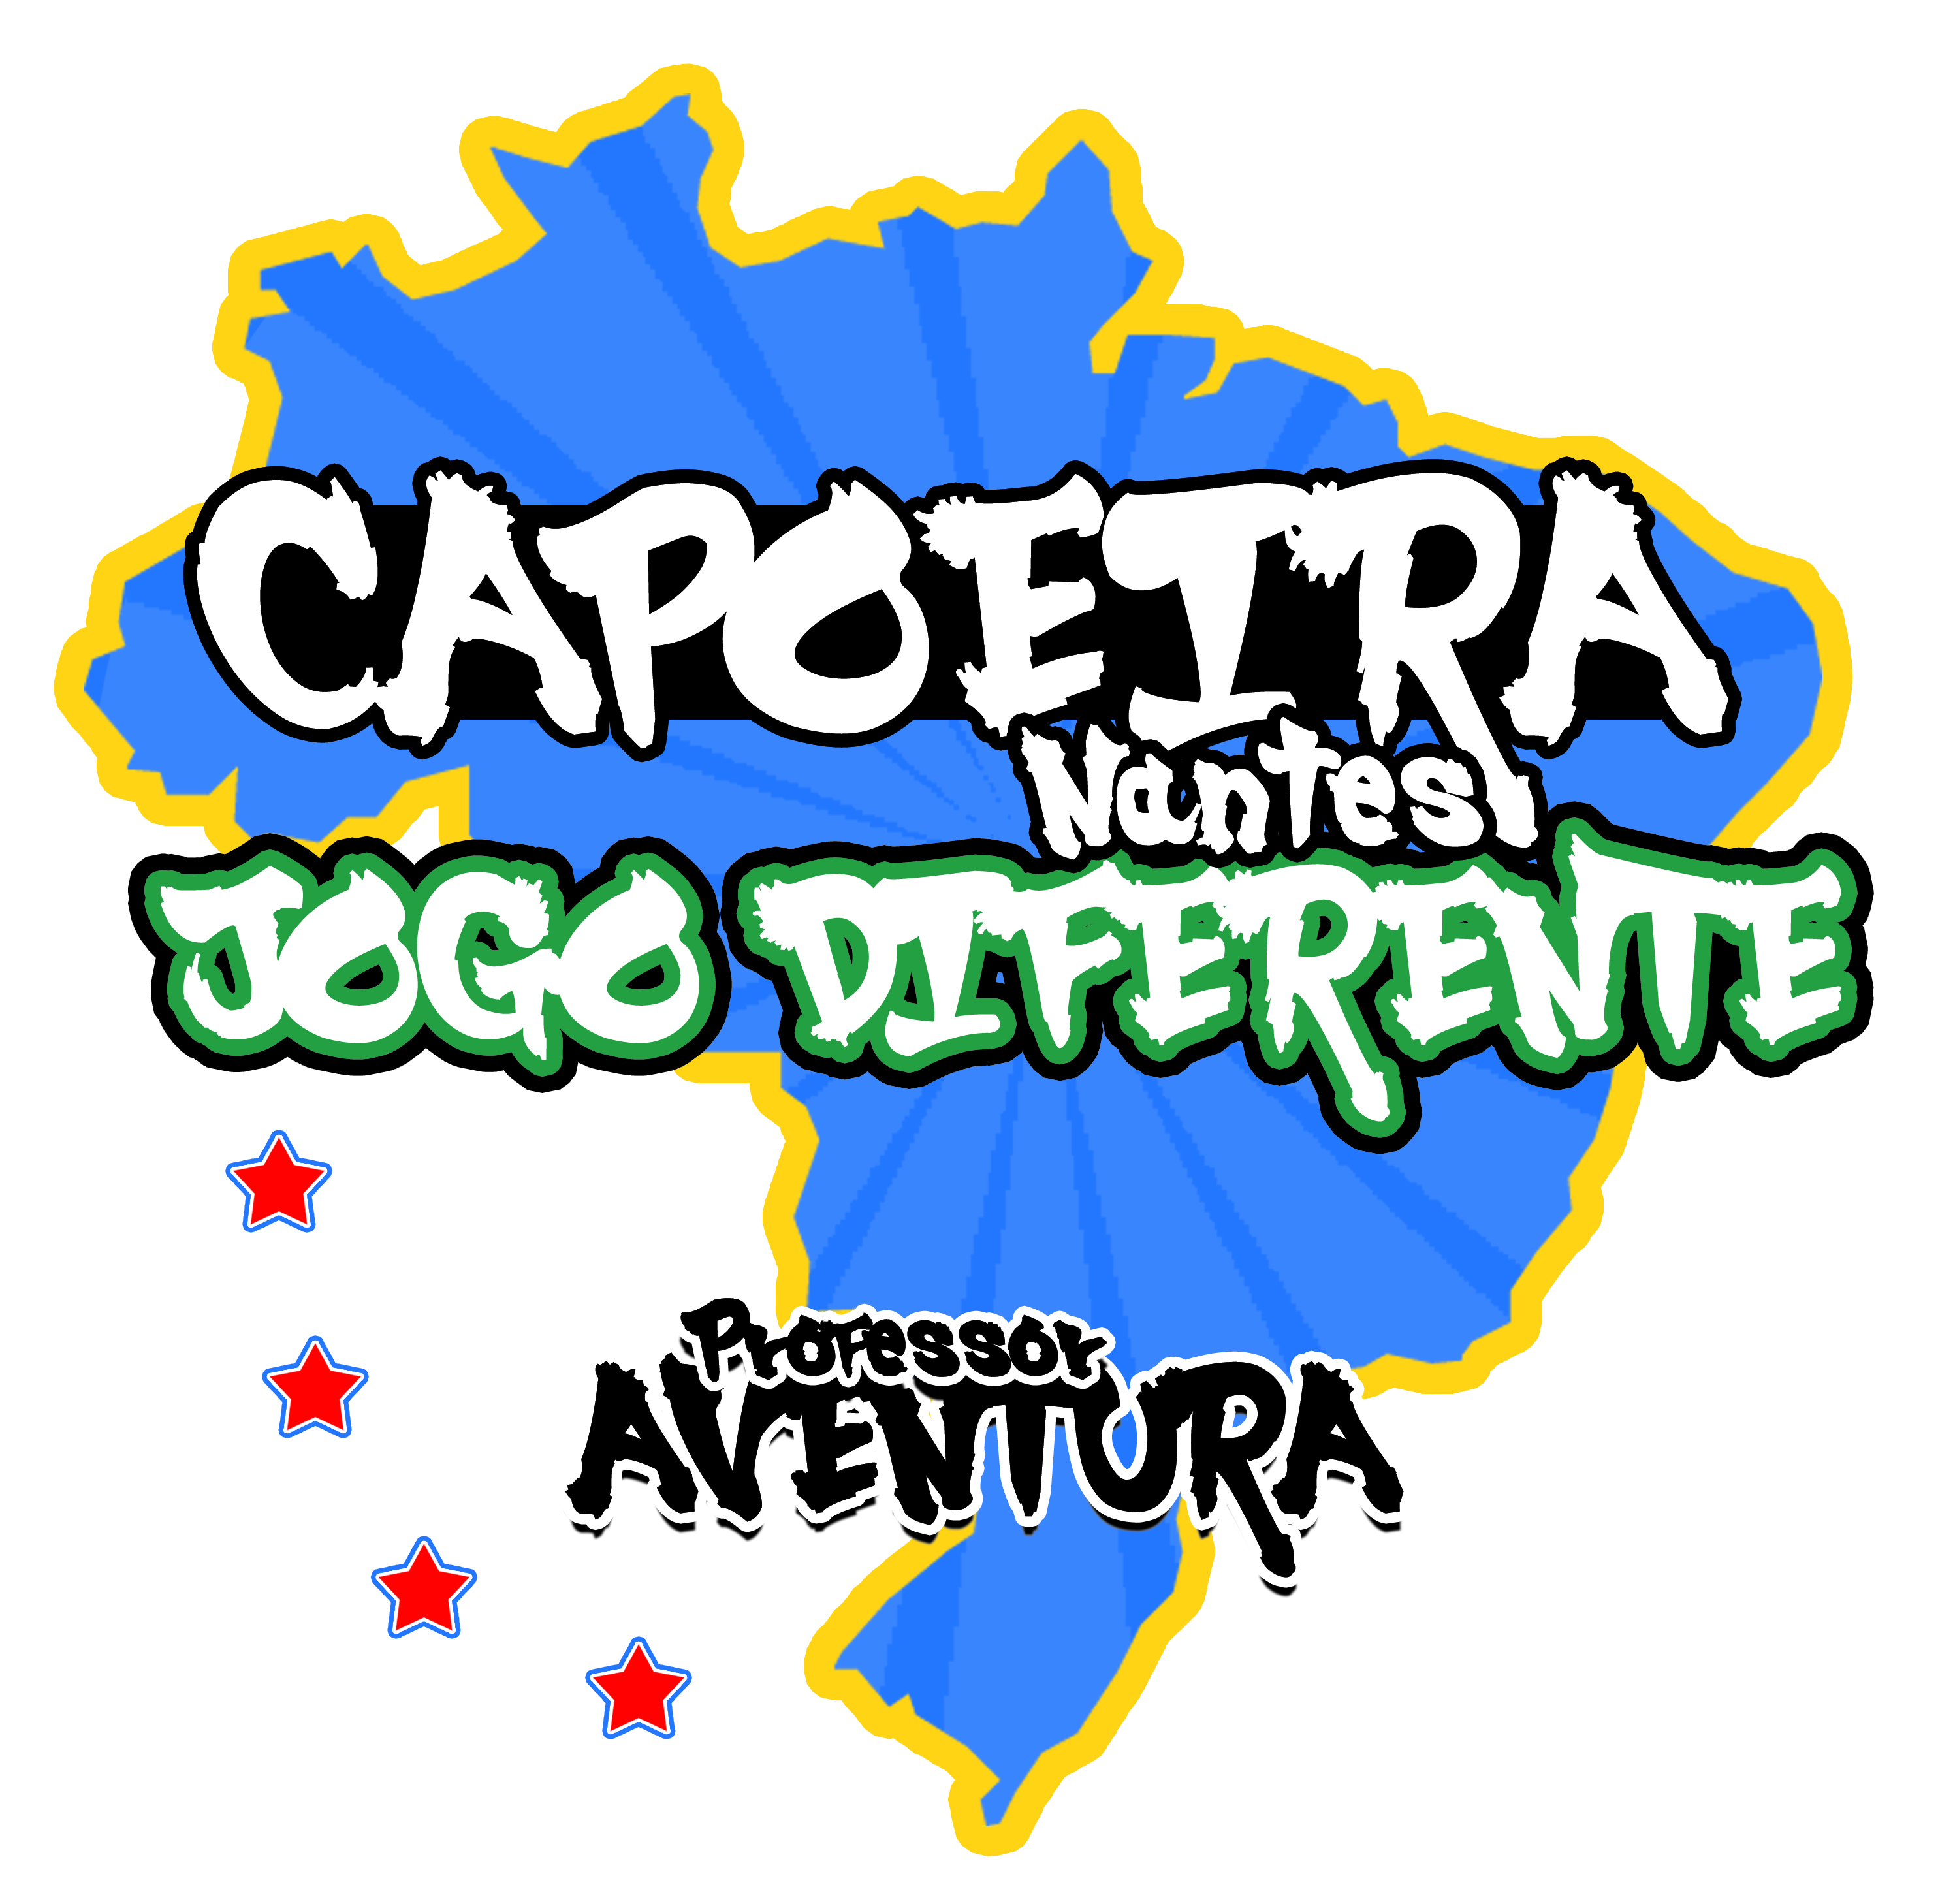 CAPOEIRA
Nantes
JOGO DIFERENTE
Professor
AVENTURA